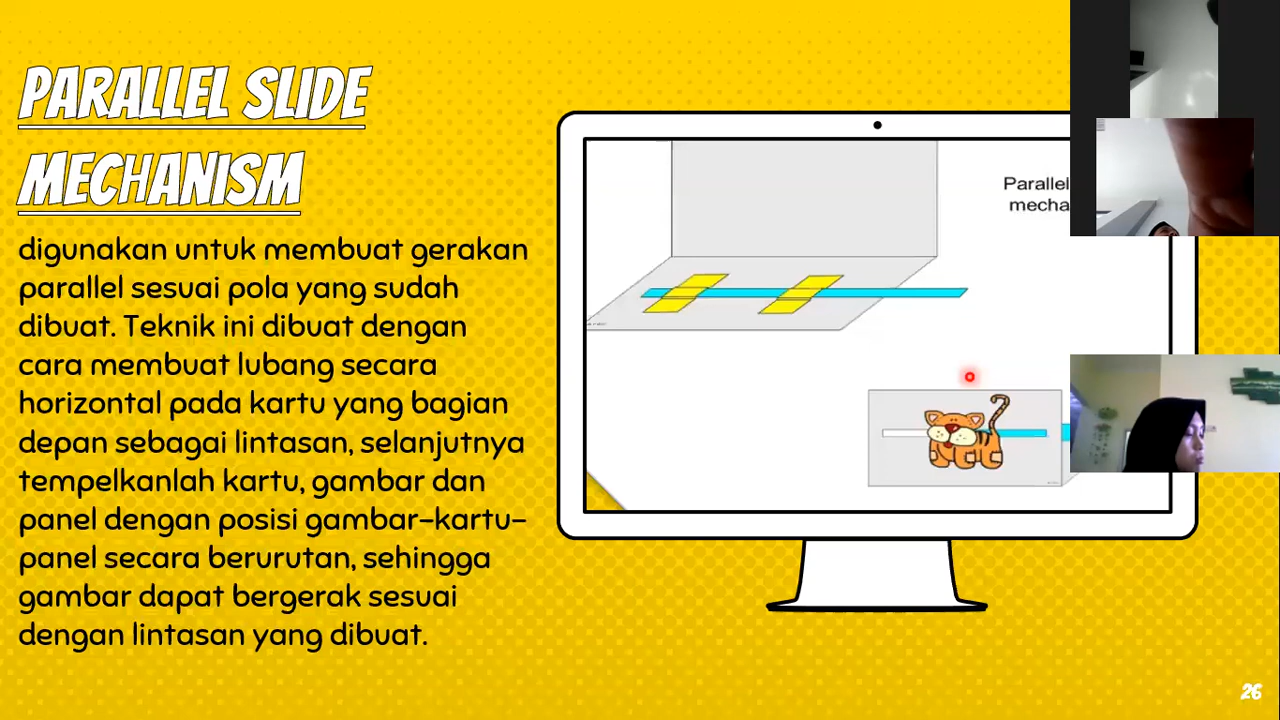 PARALLEL SLIDE
MECHANISM
digunakan untuk membuat gerakan
parallel sesuai pola yang sudah
dibuat. Teknik ini dibuat dengan
cara membuat lubang secara
horizontal pada kartu yang bagian
depan sebagai lintasan, selanjutnya
tempelkanlah kartu, gambar dan
panel dengan posisi gambar-kartu-
panel secara berurutan, sehingga
gambar dapat bergerak sesuai
dengan lintasan yang dibuat.
Parallel
mecha
26